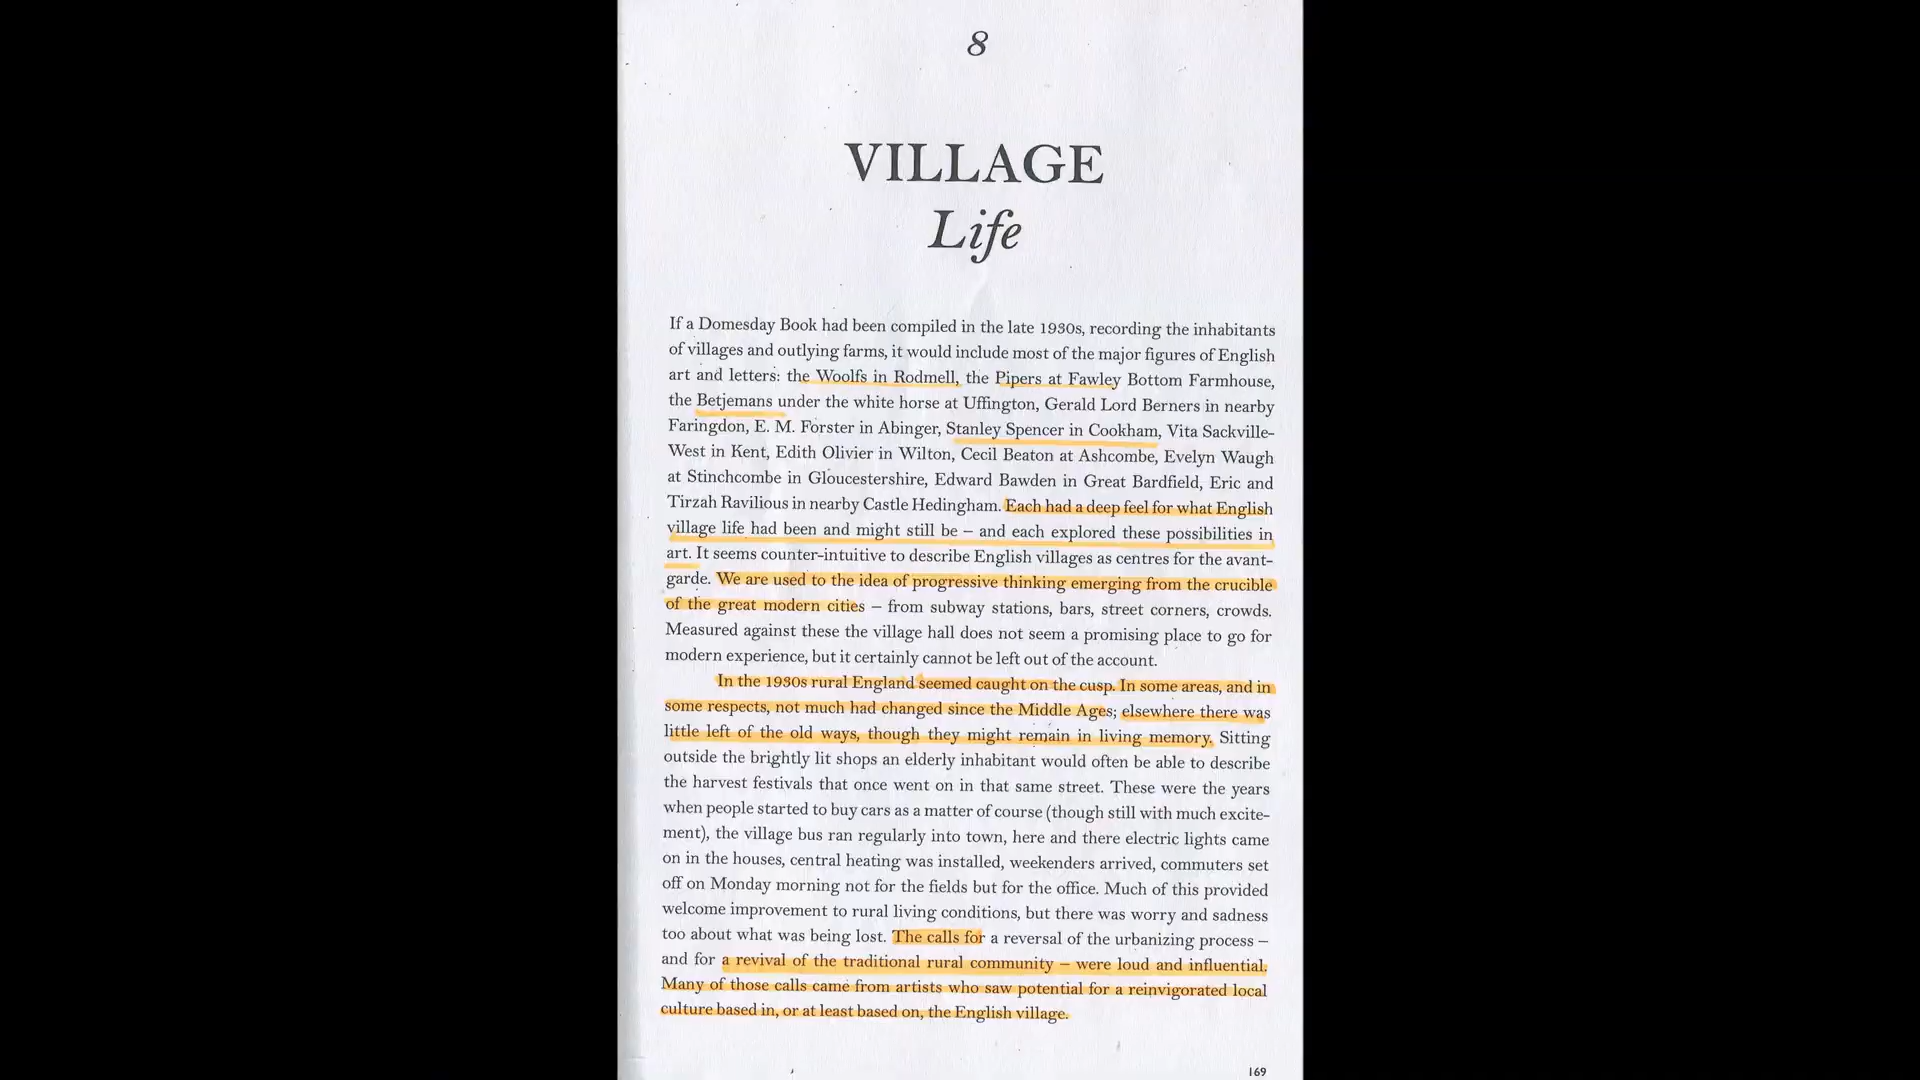 8
VILLAGE
Life
If a Domesday Book had been compiled in the late 1930s, recording the inhabitants
of villages and outlying farms, it would include most of the major figures of English
art and letters: the Woolfs in Rodmell, the Pipers at Fawley Bottom Farmhouse,
the Betjemans under the white horse at Uffington, Gerald Lord Berners in nearby
Faringdon, E. M. Forster in Abinger, Stanley Spencer in Cookham, Vita Sackville-
West in Kent, Edith Olivier in Wilton, Cecil Beaton at Ashcombe, Evelyn Waugh
at Stinchcombe in Gloucestershire, Edward Bawden in Great Bardfield, Eric and
Tirzah Ravilious in nearby Castle Hedingham. Each had a deep feel for what English
village life had been and might still be – and each explored these possibilities in
art. It seems counter-intuitive to describe English villages as centres for the avant-
garde. We are used to the idea of progressive thinking emerging from the crucible
of the great modern cities – from subway stations, bars, street corners, crowds.
Measured against these the village hall does not seem a promising place to go for
modern experience, but it certainly cannot be left out of the account.
In the 1930s rural England seemed caught on the cusp. In some areas, and in
some respects, not much had changed since the Middle Ages; elsewhere there was
little left of the old ways, though they might remain in living memory. Sitting
outside the brightly lit shops an elderly inhabitant would often be able to describe
the harvest festivals that once went on in that same street. These were the years
when people started to buy cars as a matter of course (though still with much excite-
ment), the village bus ran regularly into town, here and there electric lights came
on in the houses, central heating was installed, weekenders arrived, commuters set
off on Monday morning not for the fields but for the office. Much of this provided
welcome improvement to rural living conditions, but there was worry and sadness
too about what was being lost. The calls for a reversal of the urbanizing process –
and for a revival of the traditional rural community – were loud and influential.
Many of those calls came from artists who saw potential for a reinvigorated local
culture based in, or at least based on, the English village.
169